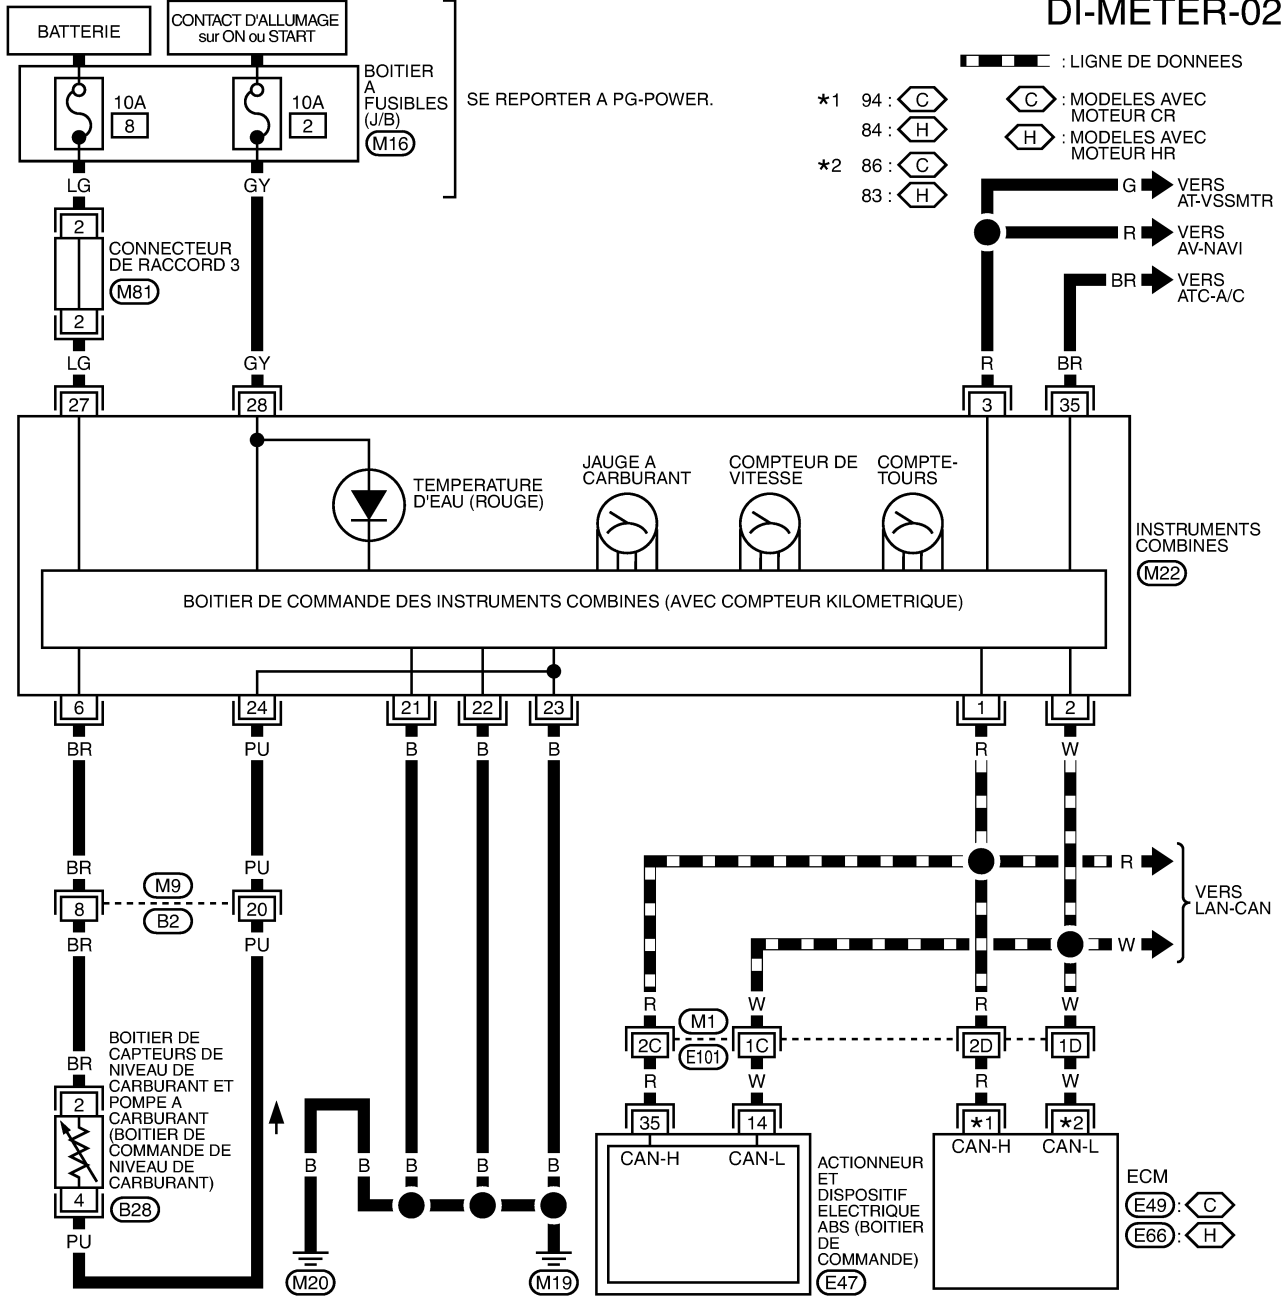 DI-METER-02
BATTERIE
CONTACT D'ALLUMAGE
sur ON ou START
10A
8
10A
2
BOITIER
A
FUSIBLES
(J/B)
M16
SE REPORTER A PG-POWER.
: LIGNE DE DONNEES
*1 94 : C
84 : H
*2 86 : C
83 : H
C : MODELES AVEC
MOTEUR CR
H : MODELES AVEC
MOTEUR HR
LG
GY
G
VERS
AT-VSSMTR
R
VERS
AV-NAVI
BR
VERS
ATC-A/C
2
CONNECTEUR
DE RACCORD 3
M81
2
LG
GY
R
BR
27
28
3
35
TEMPERATURE
D'EAU (ROUGE)
JAUGE A
CARBURANT
COMPTEUR DE
VITESSE
COMPTE-
TOURS
INSTRUMENTS
COMBINES
M22
BOITIER DE COMMANDE DES INSTRUMENTS COMBINES (AVEC COMPTEUR KILOMETRIQUE)
6
24
21
22
23
1
2
BR
PU
B
B
B
R
W
BR
PU
R
W
VERS
LAN-CAN
8
M9
B2
20
BR
PU
R
W
R
W
2C
M1
E101
1C
2D
1D
R
W
R
W
BR
2
BOITIER DE
CAPTEURS DE
NIVEAU DE
CARBURANT ET
POMPE A
CARBURANT
(BOITIER DE
COMMANDE DE
NIVEAU DE
CARBURANT)
B28
4
PU
B
B
B
B
B
M20
M19
35
14
CAN-H
CAN-L
ACTIONNEUR
ET
DISPOSITIF
ELECTRIQUE
ABS (BOITIER
DE
COMMANDE)
E47
*1
*2
CAN-H
CAN-L
ECM
E49 : C
E66 : H